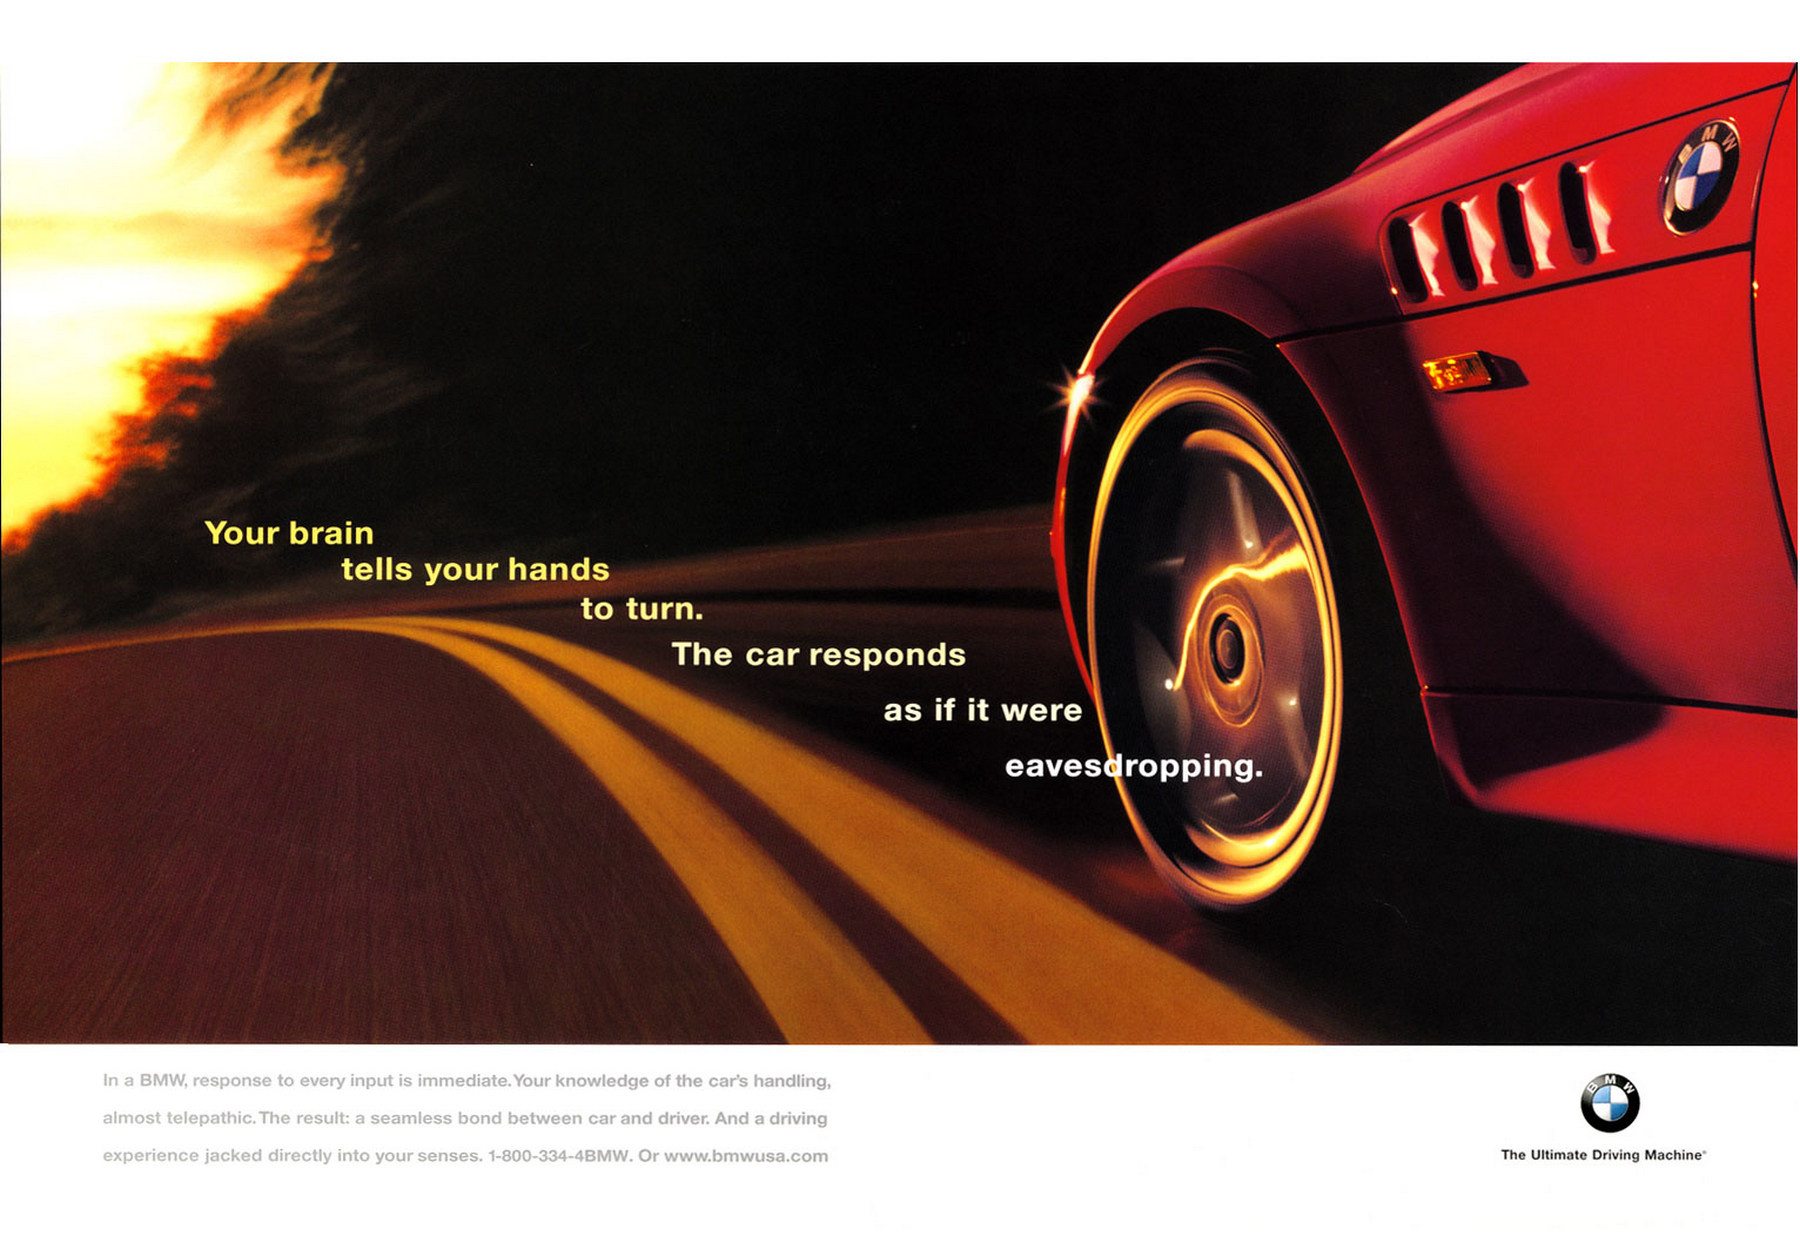 BMW
Your brain
tells your hands
to turn.
The car responds
as if it were
eavesdropping.
In a BMW, response to every input is immediate. Your knowledge of the car's handling,
almost telepathic. The result: a seamless bond between car and driver. And a driving
experience jacked directly into your senses. 1-800-334-4BMW. Or www.bmwusa.com
BMW
The Ultimate Driving Machine®